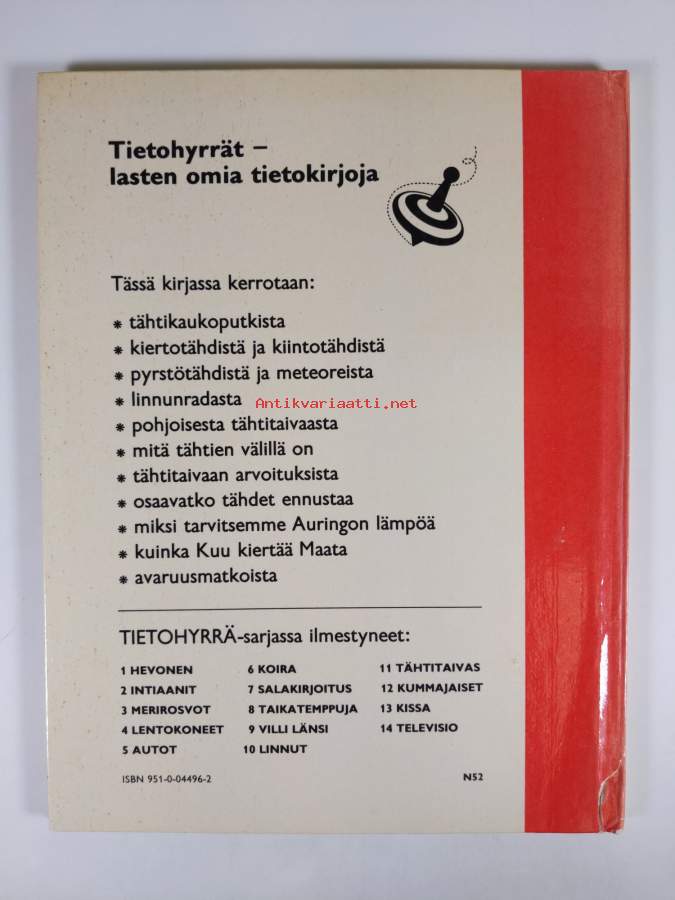 Tietohyrrät –
lasten omia tietokirjoja
Tässä kirjassa kerrotaan:
* tähtikaukoputkista
* kiertotähdistä ja kiintotähdistä
* pyrstötähdistä ja meteoreista
* linnunradasta
Antikvariaatti.net
* pohjoisesta tähtitaivaasta
* mitä tähtien välillä on
* tähtitaivaan arvoituksista
* osaavatko tähdet ennustaa
* miksi tarvitsemme Auringon lämpöä
* kuinka Kuu kiertää Maata
* avaruusmatkoista
TIETOHYRRÄ-sarjassa ilmestyneet:
1 HEVONEN
2 INTIAANIT
3 MERIROSVOT
4 LENTOKONEET
5 AUTOT
6 KOIRA
7 SALAKIRJOITUS
8 TAIKATEMPPUJA
9 VILLI LÄNSI
10 LINNUT
11 TÄHTITAIVAS
12 KUMMAJAISET
13 KISSA
14 TELEVISIO
ISBN 951-0-04496-2
N52